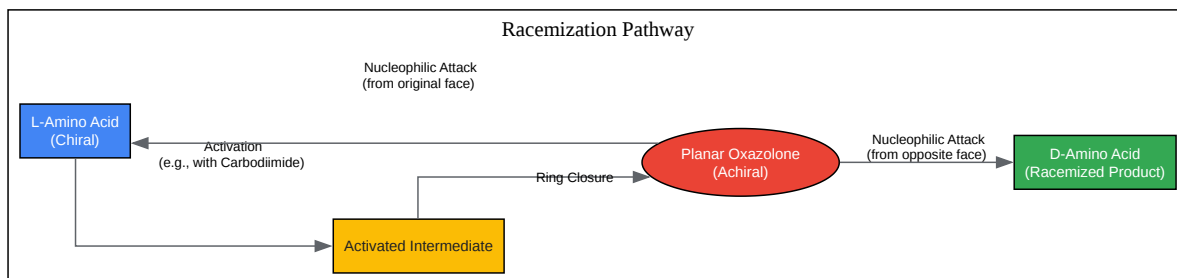 Racemization Pathway
Nucleophilic Attack
(from original face)
L-Amino Acid
(Chiral)
Activation
(e.g., with Carbodiimide)
Ring Closure
Planar Oxazolone
(Achiral)
Nucleophilic Attack
(from opposite face)
D-Amino Acid
(Racemized Product)
Activated Intermediate